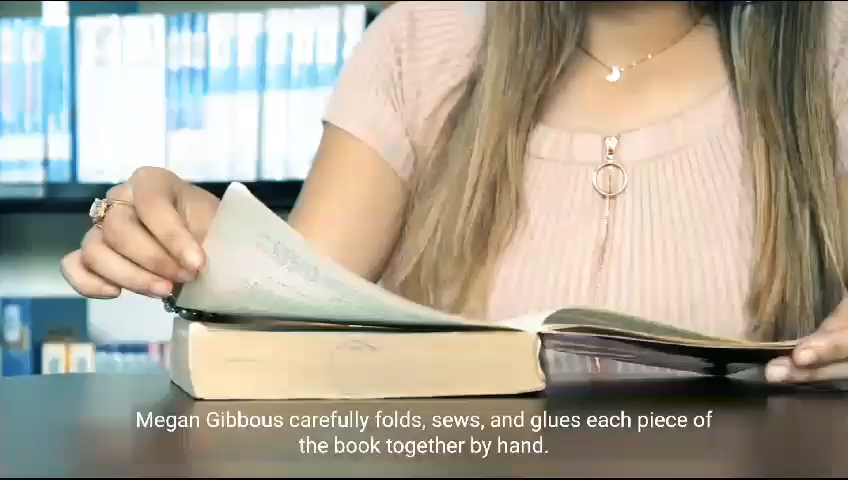 Megan Gibbous carefully folds, sews, and glues each piece of
the book together by hand.